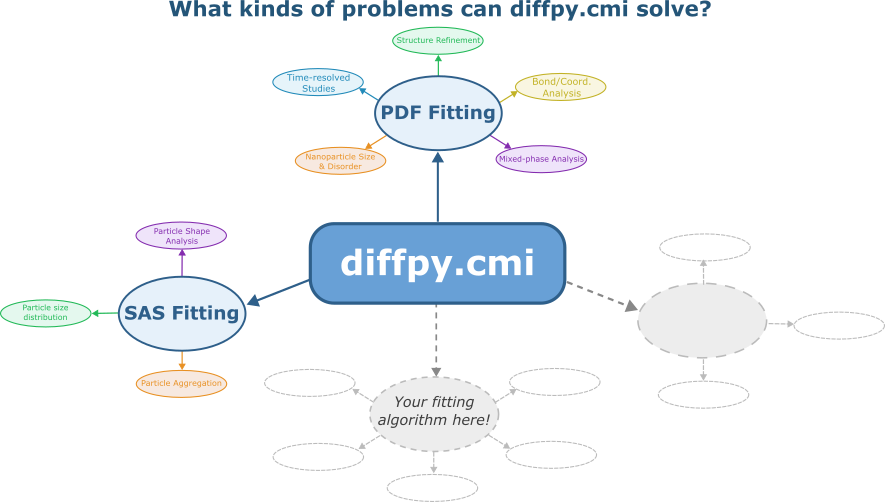 What kinds of problems can diffpy.cmi solve?
Structure Refinement
Time-resolved
Studies
Bond/Coord.
Analysis
PDF Fitting
Nanoparticle Size
& Disorder
Mixed-phase Analysis
Particle Shape
Analysis
diffpy.cmi
Particle size
distribution
SAS Fitting
Particle Aggregation
Your fitting
algorithm here!